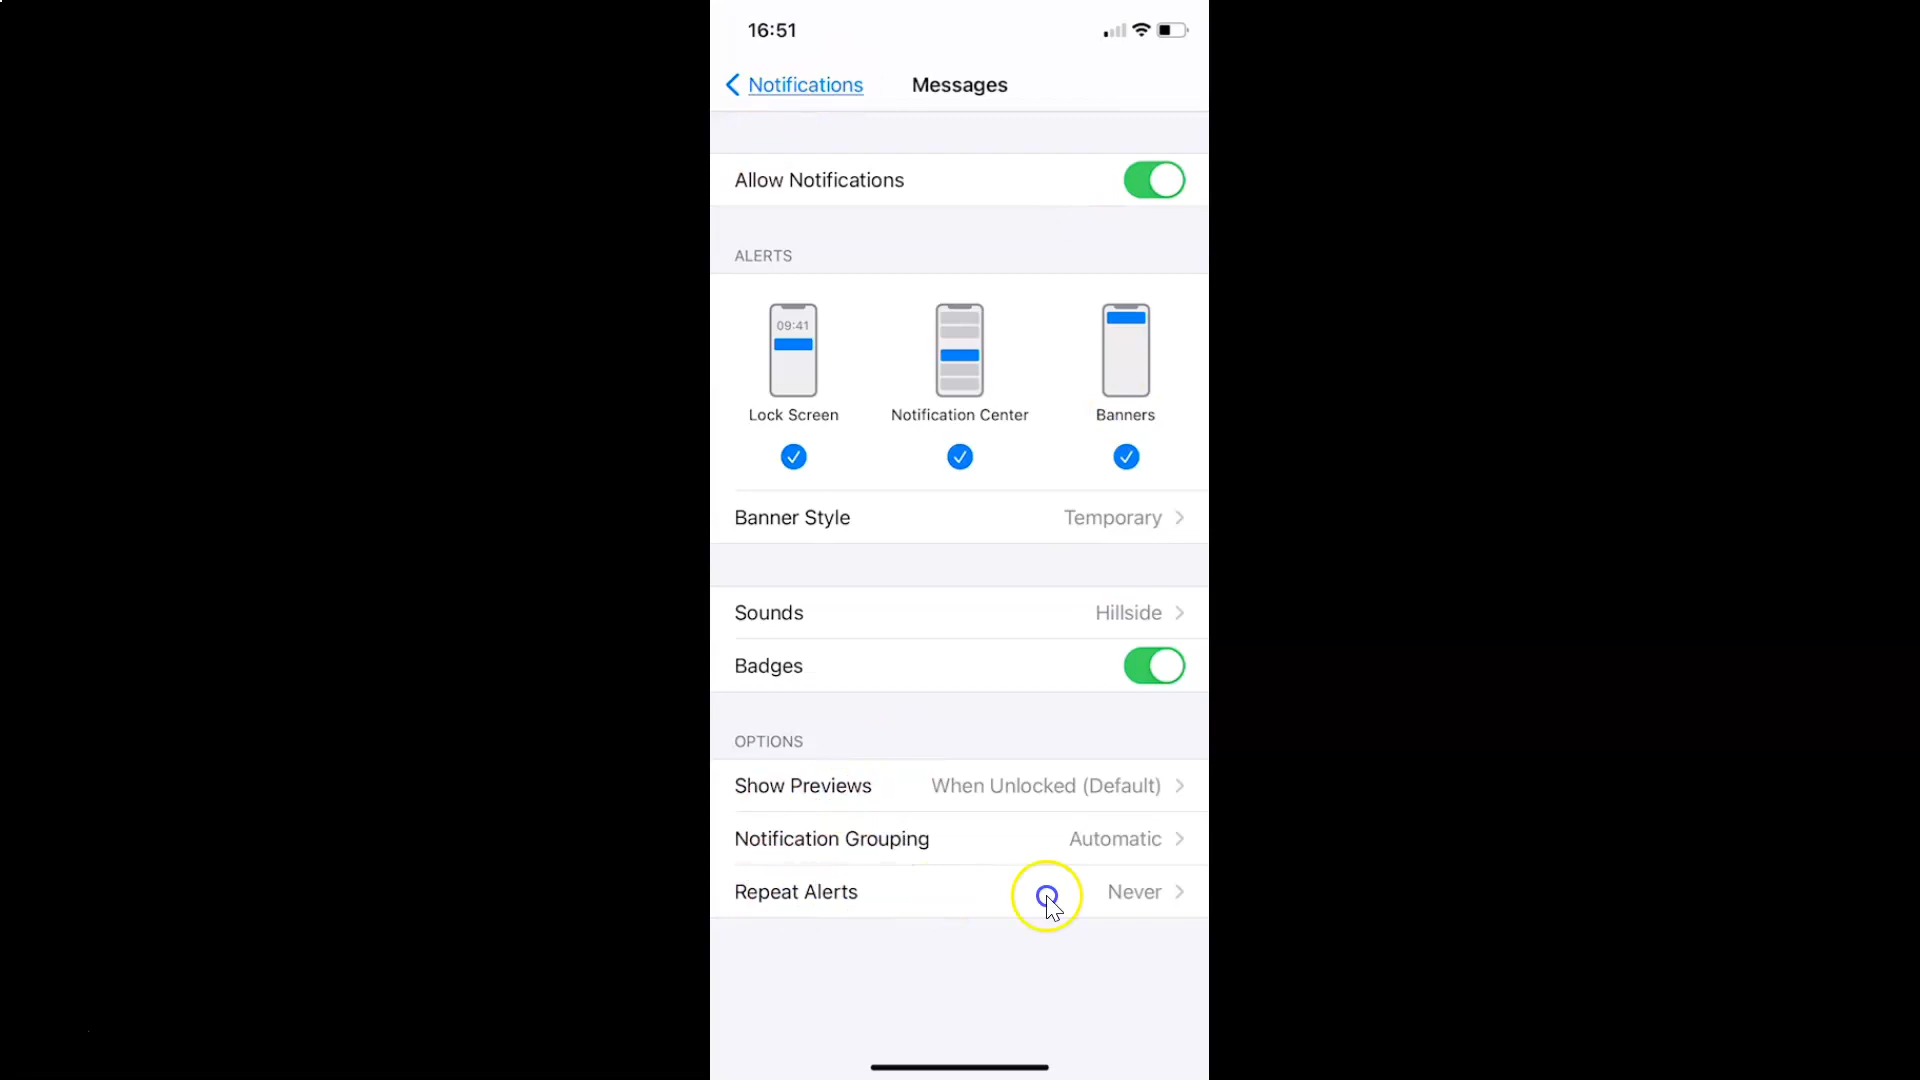 16:51
Notifications Messages
Allow Notifications
ALERTS
09:41
Lock Screen Notification Center Banners
Banner Style Temporary
Sounds Hillside
Badges
OPTIONS
Show Previews When Unlocked (Default)
Notification Grouping Automatic
Repeat Alerts Never